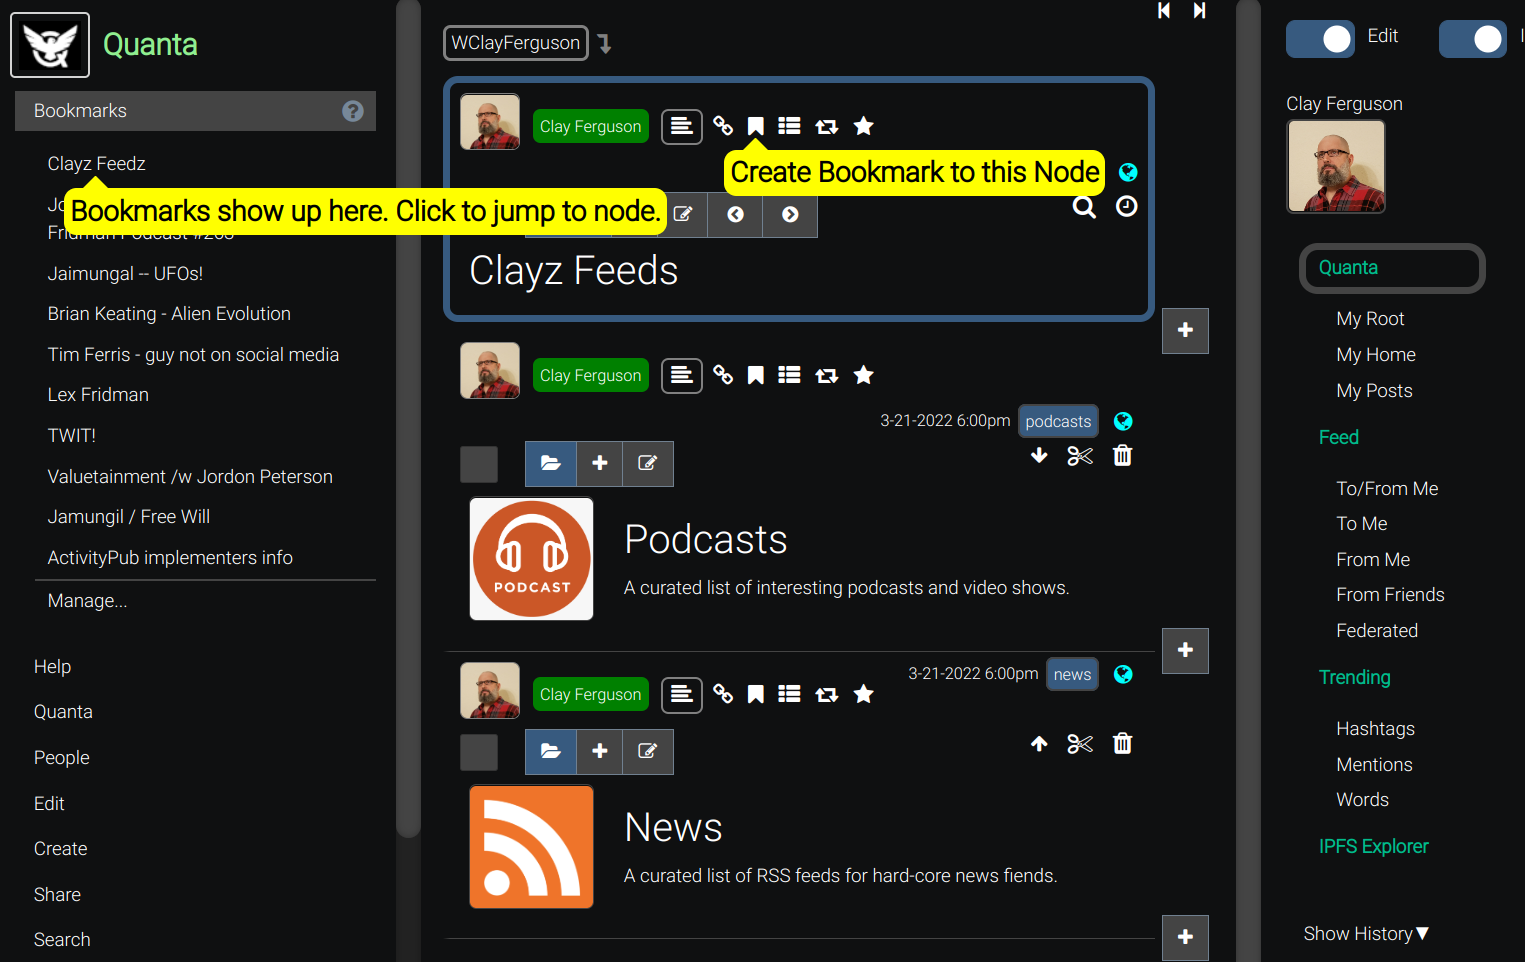 Quanta
Bookmarks
Clayz Feedz
Bookmarks show up here. Click to jump to node.
Jaimungal -- UFOs!
Brian Keating - Alien Evolution
Tim Ferris - guy not on social media
Lex Fridman
TWIT!
Valuetainment /w Jordon Peterson
Jamungil / Free Will
ActivityPub implementers info
Manage...
Help
Quanta
People
Edit
Create
Share
Search
WClayFerguson
Clay Ferguson
Create Bookmark to this Node
Clayz Feeds
Clay Ferguson
3-21-2022 6:00pm podcasts
PODCAST
Podcasts
A curated list of interesting podcasts and video shows.
Clay Ferguson
3-21-2022 6:00pm news
News
A curated list of RSS feeds for hard-core news fiends.
Edit
Clay Ferguson
Quanta
My Root
My Home
My Posts
Feed
To/From Me
To Me
From Me
From Friends
Federated
Trending
Hashtags
Mentions
Words
IPFS Explorer
Show History